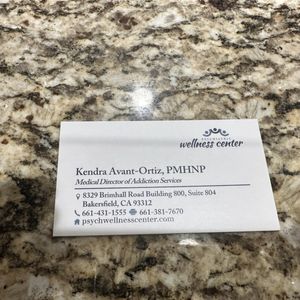 PSYCHIATRIC
wellness center
Kendra Avant-Ortiz, PMHNP
Medical Director of Addiction Services
8329 Brimhall Road Building 800, Suite 804
Bakersfield, CA 93312
661-431-1555 661-381-7670
psychwellnesscenter.com